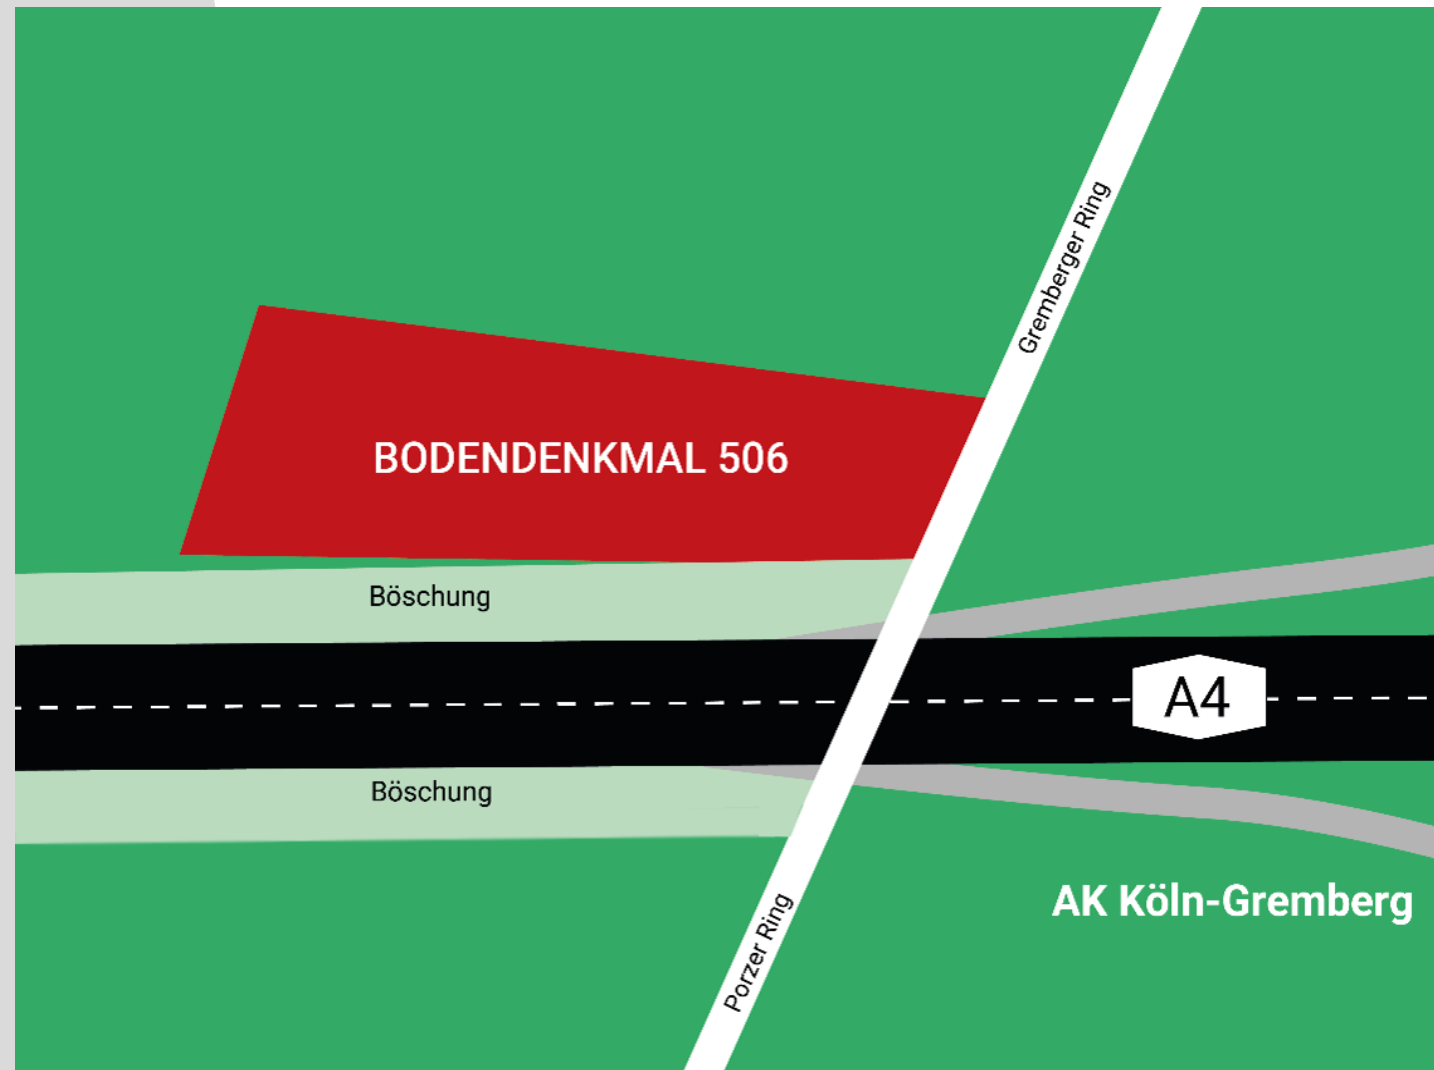 Gremberger Ring
BODENDENKMAL 506
Böschung
A4
Böschung
AK Köln-Gremberg
Porzer Ring